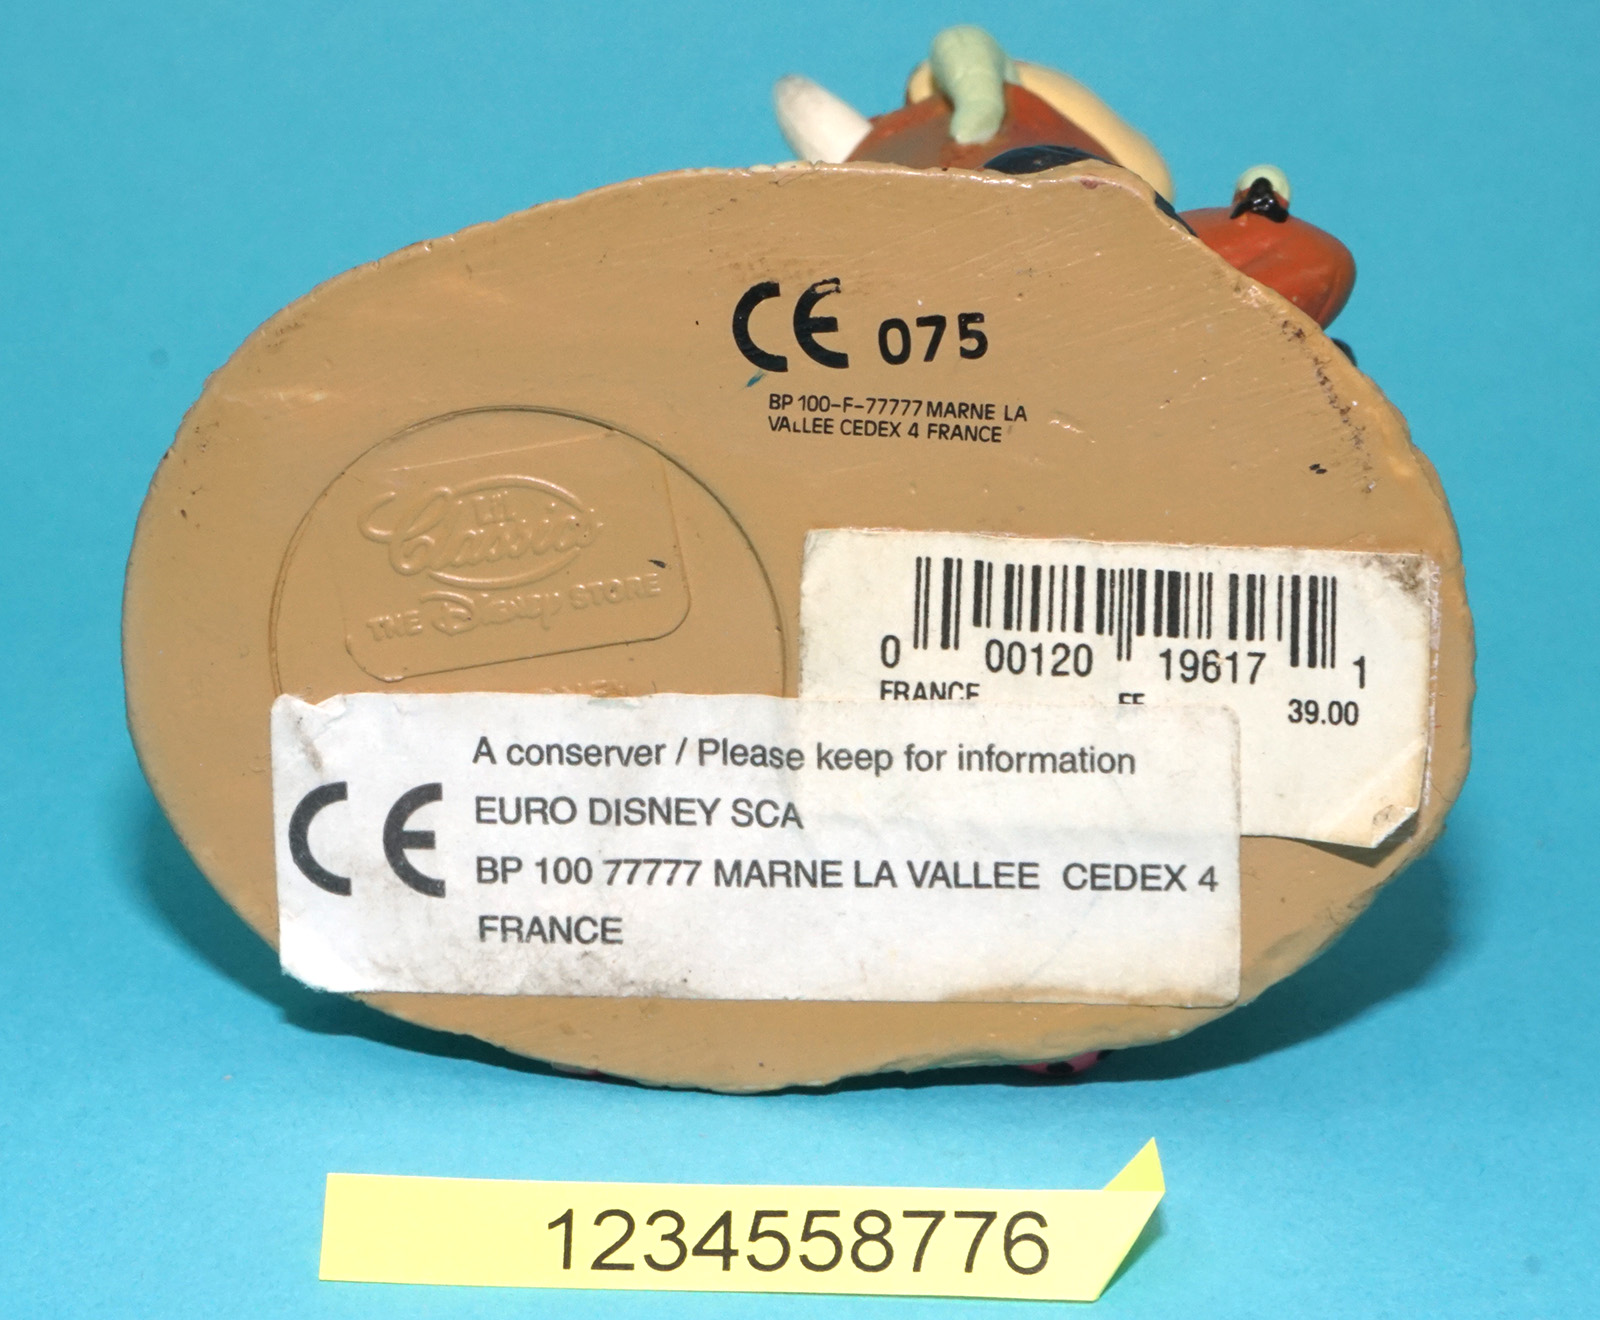 CE 075
BP 100-F-77777 MARNE LA
VALLEE CEDEX 4 FRANCE
Classics
THE Disney STORE
0 00120 19617 1
FRANCE FF 39.00
A conserver / Please keep for information
CE
EURO DISNEY SCA
BP 100 77777 MARNE LA VALLEE CEDEX 4
FRANCE
1234558776